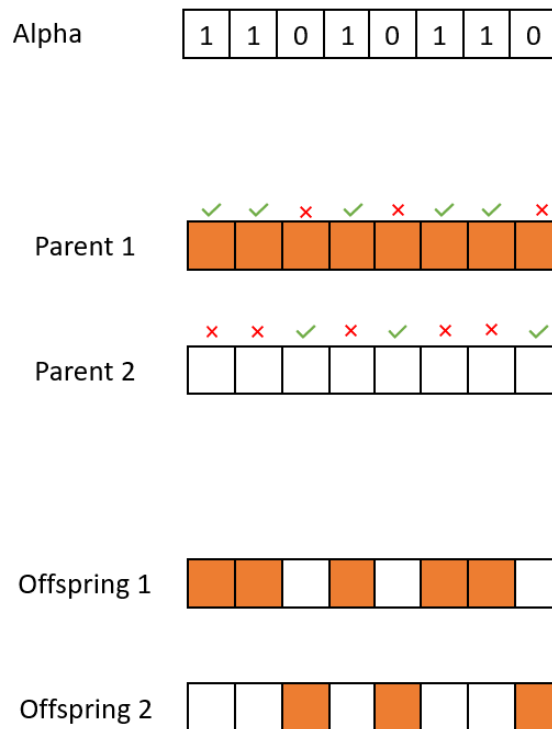 Alpha 1 1 0 1 0 1 1 0
Parent 1
Parent 2
Offspring 1
Offspring 2